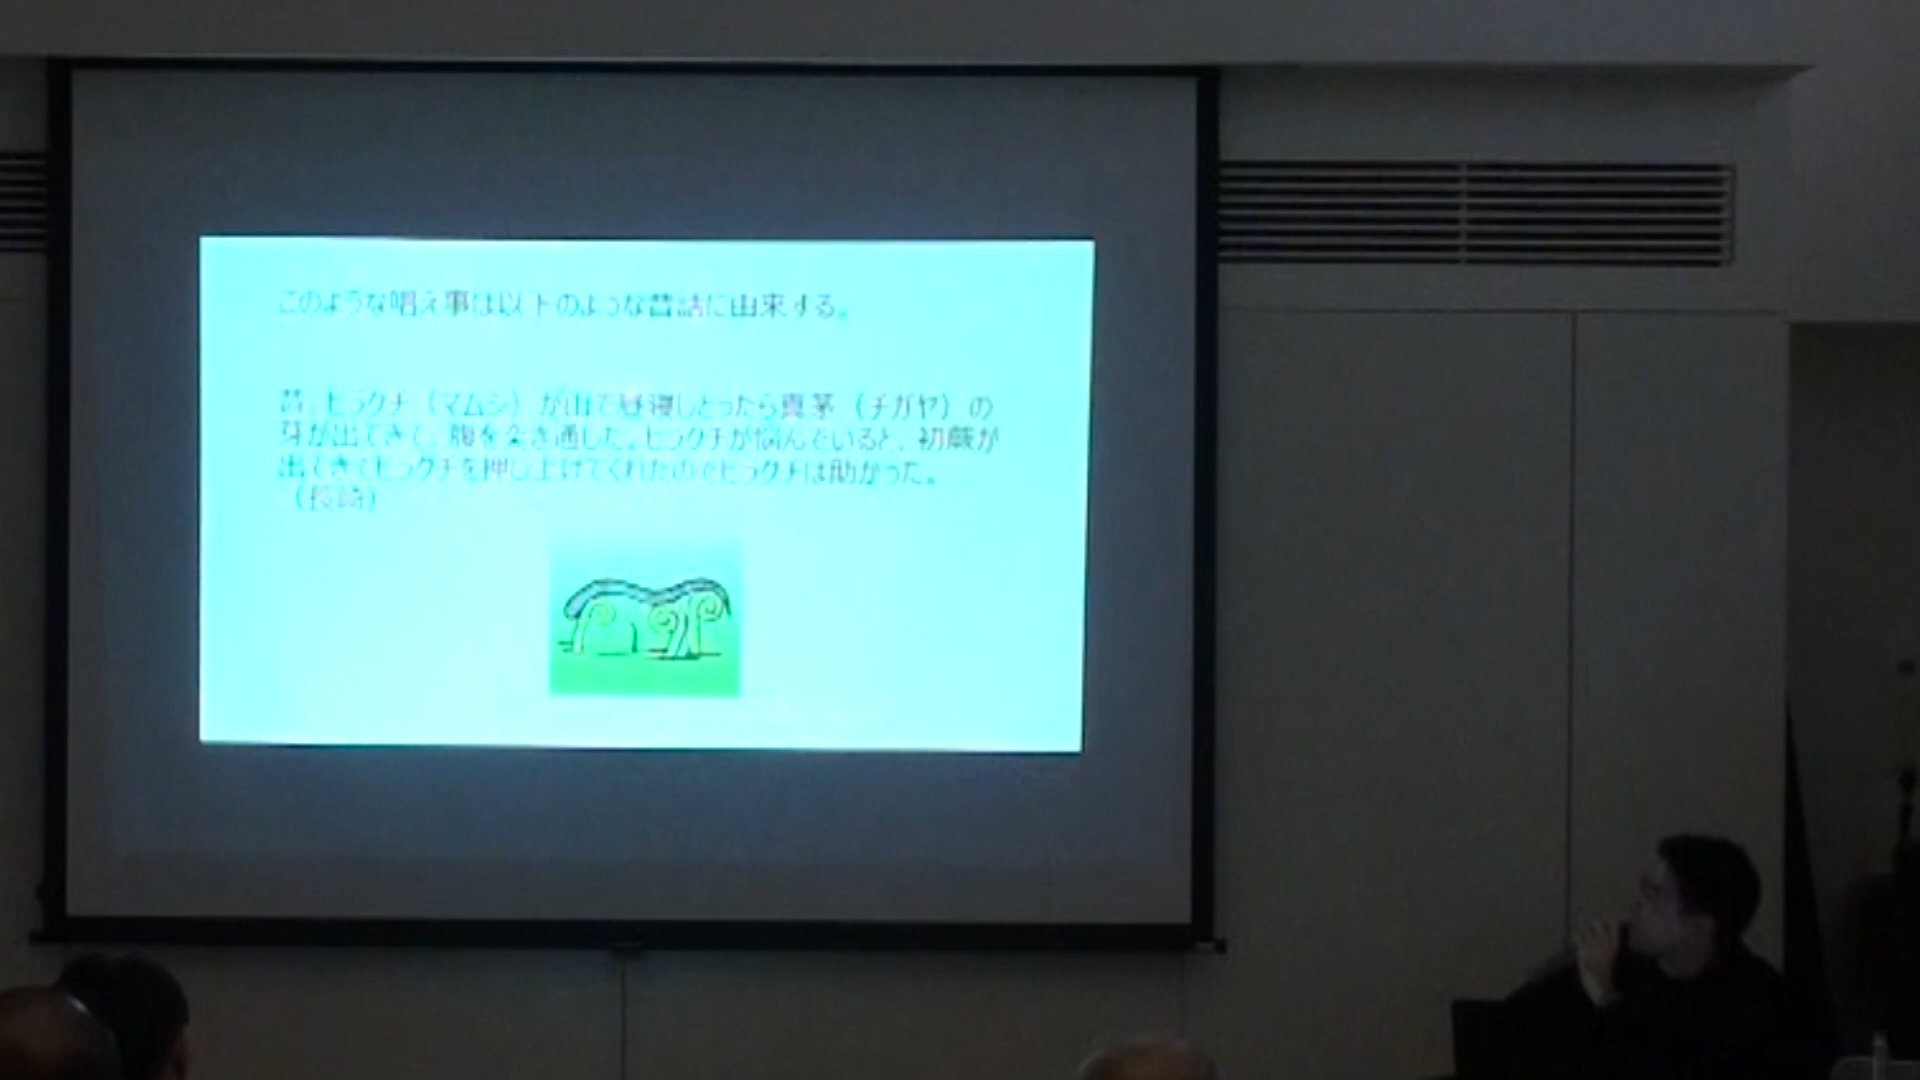 このような唱え事は以下のような昔話に由来する。
昔、ヒラクチ（マムシ）が山で昼寝しとったら真茅（チガヤ）の
芽が出てきて、腹を突き通した。ヒラクチが悩んでいると、初蕨が
出てきてヒラクチを押し上げてくれたのでヒラクチは助かった。
（長崎）